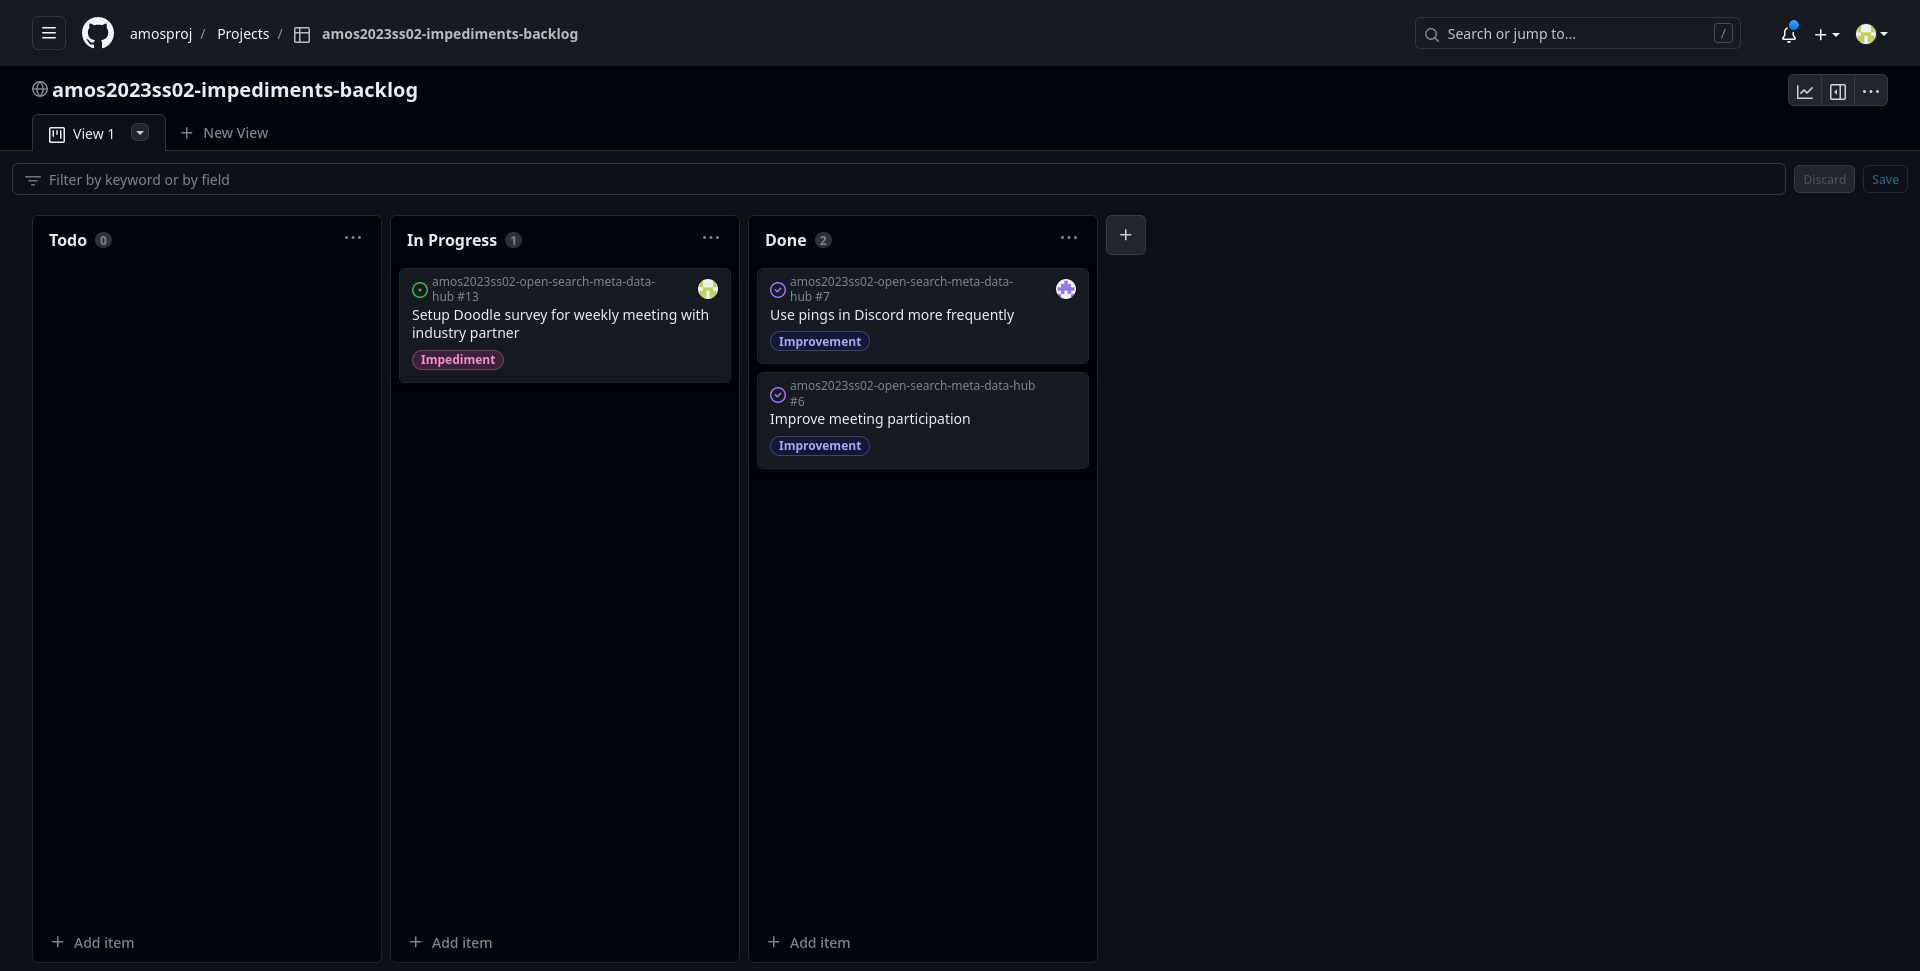 amosproj / Projects / amos2023ss02-impediments-backlog
Search or jump to... /
amos2023ss02-impediments-backlog
View 1
New View
Filter by keyword or by field
Discard
Save
Todo 0
In Progress 1
amos2023ss02-open-search-meta-data-
hub #13
Setup Doodle survey for weekly meeting with
industry partner
Impediment
Done 2
amos2023ss02-open-search-meta-data-
hub #7
Use pings in Discord more frequently
Improvement
amos2023ss02-open-search-meta-data-hub
#6
Improve meeting participation
Improvement
+ Add item
+ Add item
+ Add item